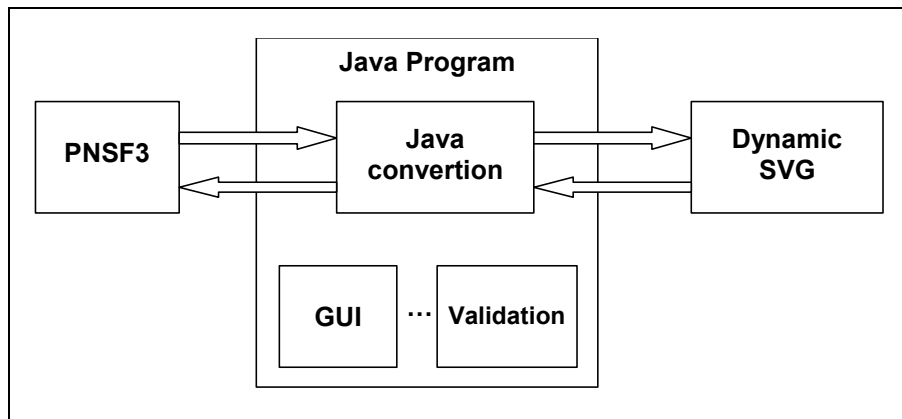 Java Program
PNSF3
Java
convertion
Dynamic
SVG
GUI
...
Validation